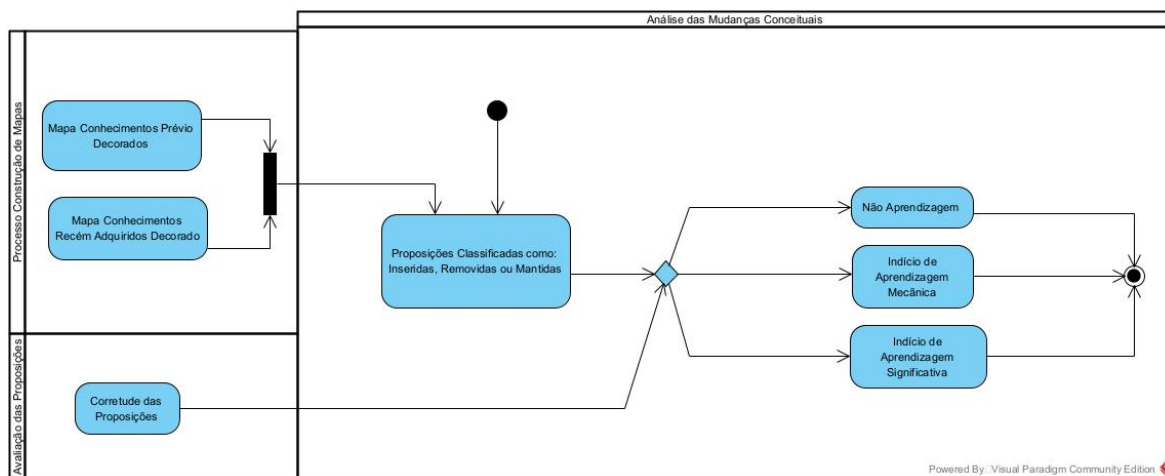 Análise das Mudanças Conceituais
Processo Construção de Mapas
Mapa Conhecimentos Prévio
Decorados
Mapa Conhecimentos
Recém Adquiridos Decorado
Proposições Classificadas como:
Inseridas, Removidas ou Mantidas
Não Aprendizagem
Indício de
Aprendizagem
Mecânica
Indício de
Aprendizagem
Significativa
Avaliação das Proposições
Corretude das
Proposições
Powered By Visual Paradigm Community Edition